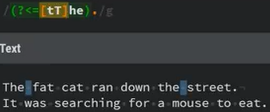 /(?<=[tT]he)./g
Text
The fat cat ran down the street.
It was searching for a mouse to eat.